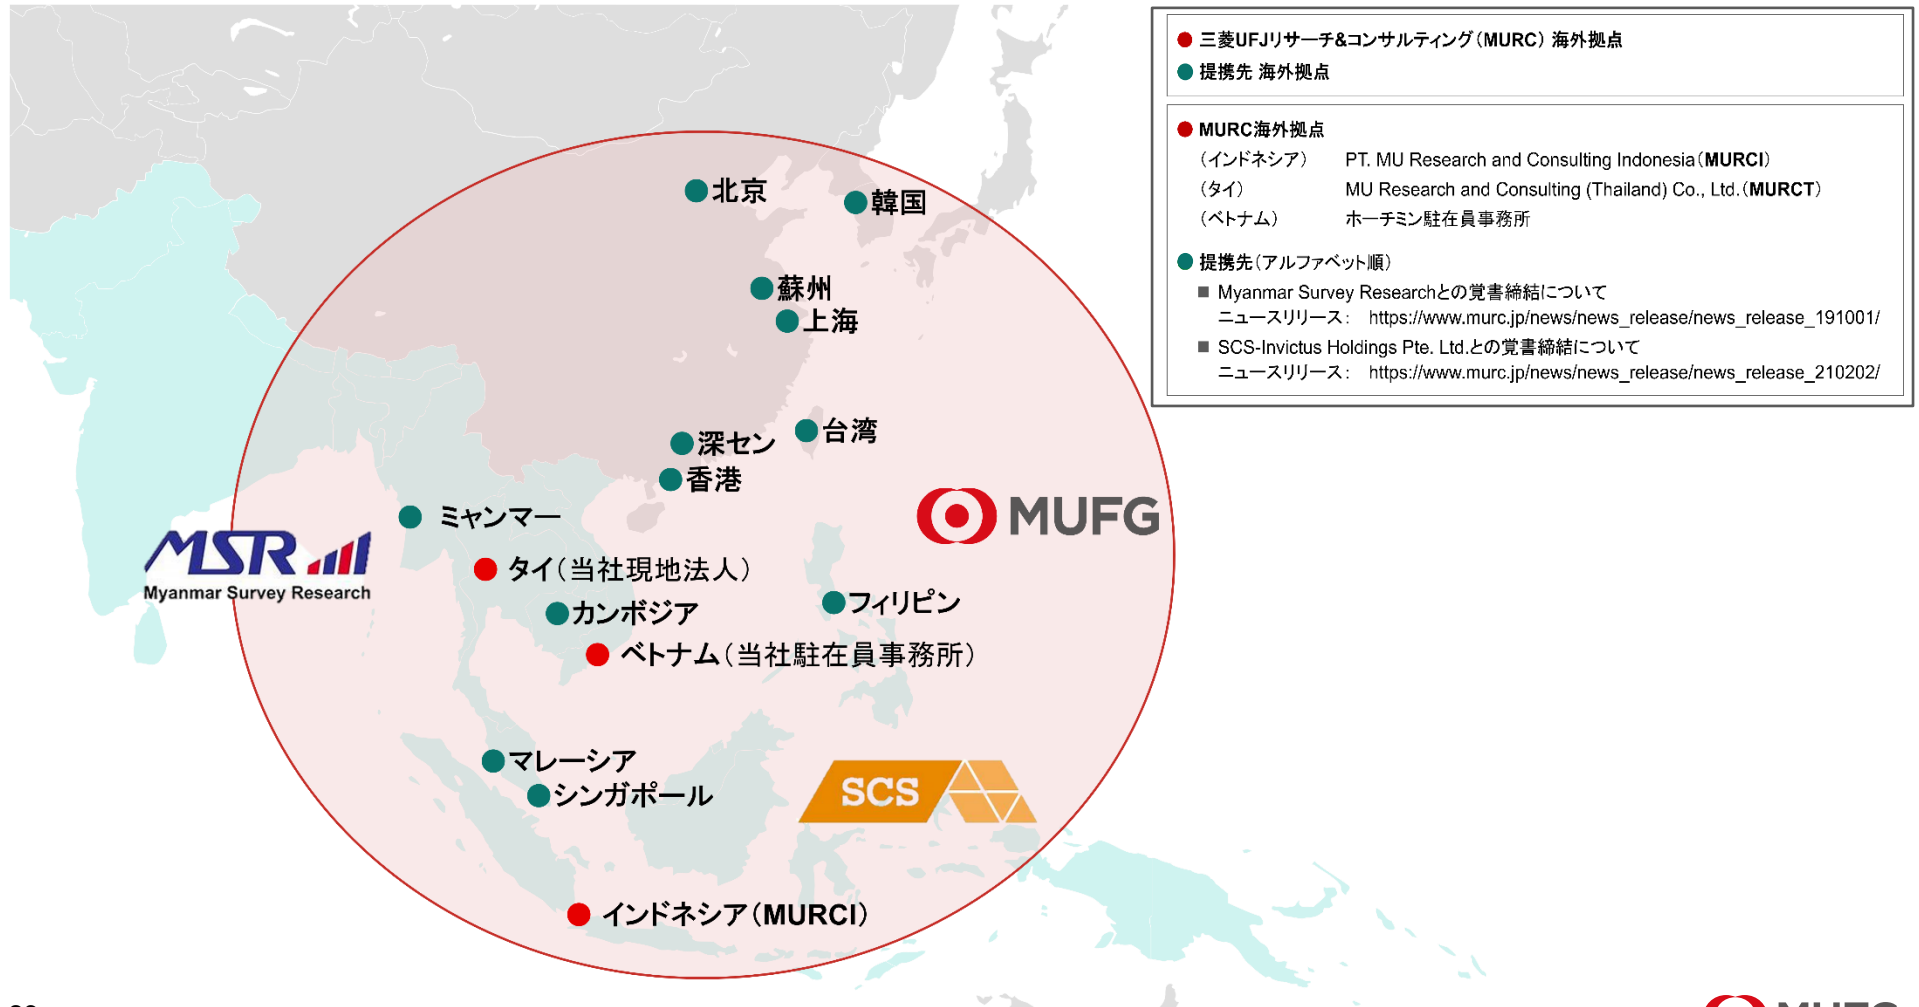 三菱UFJリサーチ&コンサルティング（MURC） 海外拠点
提携先 海外拠点
MURC海外拠点
（インドネシア） PT. MU Research and Consulting Indonesia（MURCI）
（タイ） MU Research and Consulting (Thailand) Co., Ltd.（MURCT）
（ベトナム） ホーチミン駐在員事務所
提携先（アルファベット順）
■ Myanmar Survey Researchとの覚書締結について
ニュースリリース： https://www.murc.jp/news/news_release/news_release_191001/
■ SCS-Invictus Holdings Pte. Ltd.との覚書締結について
ニュースリリース： https://www.murc.jp/news/news_release/news_release_210202/
北京
韓国
蘇州
上海
台湾
深セン
香港
MUFG
ミャンマー
MSR
Myanmar Survey Research
タイ（当社現地法人）
フィリピン
カンボジア
ベトナム（当社駐在員事務所）
マレーシア
シンガポール
SCS
インドネシア（MURCI）
MUFG